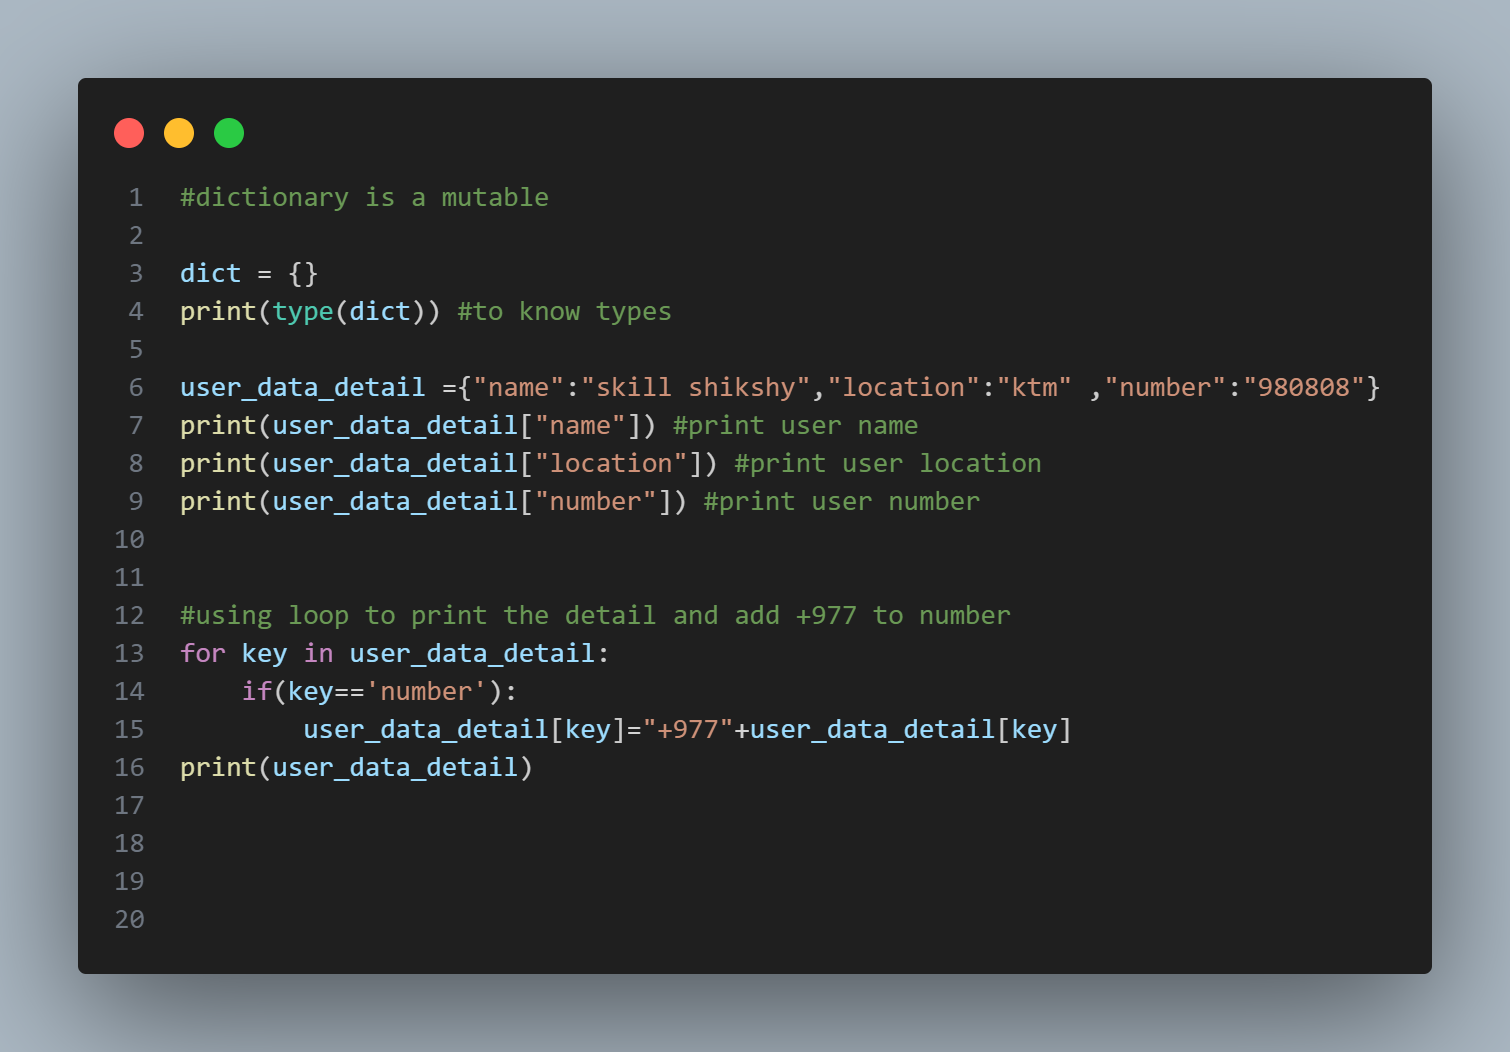 1 #dictionary is a mutable
2
3 dict = {}
4 print(type(dict)) #to know types
5
6 user_data_detail ={"name":"skill shikshy","location":"ktm" ,"number":"980808"}
7 print(user_data_detail["name"]) #print user name
8 print(user_data_detail["location"]) #print user location
9 print(user_data_detail["number"]) #print user number
10
11
12 #using loop to print the detail and add +977 to number
13 for key in user_data_detail:
14     if(key=='number'):
15         user_data_detail[key]="+977"+user_data_detail[key]
16 print(user_data_detail)
17
18
19
20